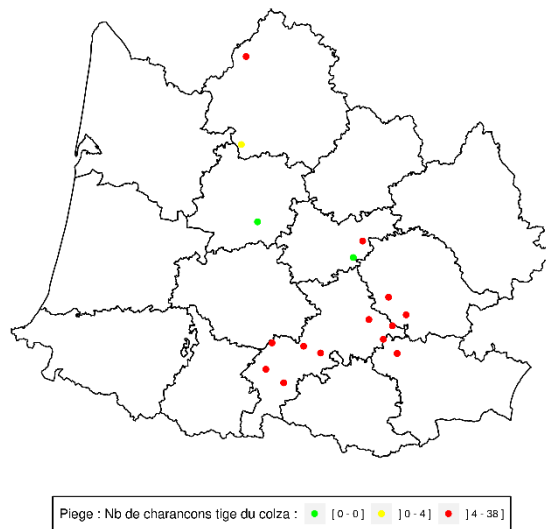 Piege : Nb de charancons tige du colza : [ 0 - 0 ] ] 0 - 4 ] ] 4 - 38 ]